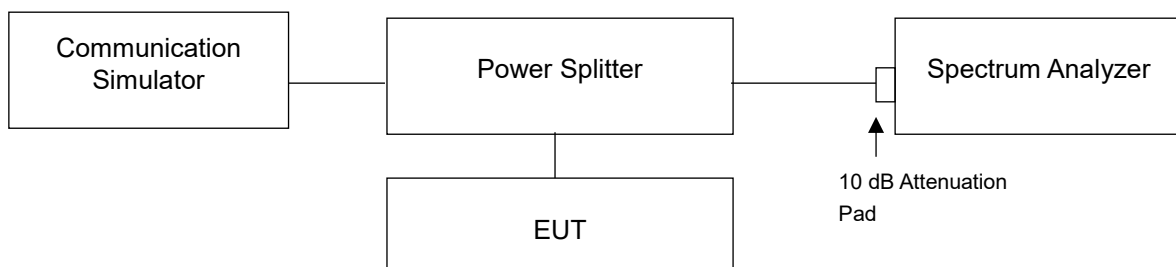 Communication
Simulator
Power Splitter
Spectrum Analyzer
10 dB Attenuation
Pad
EUT